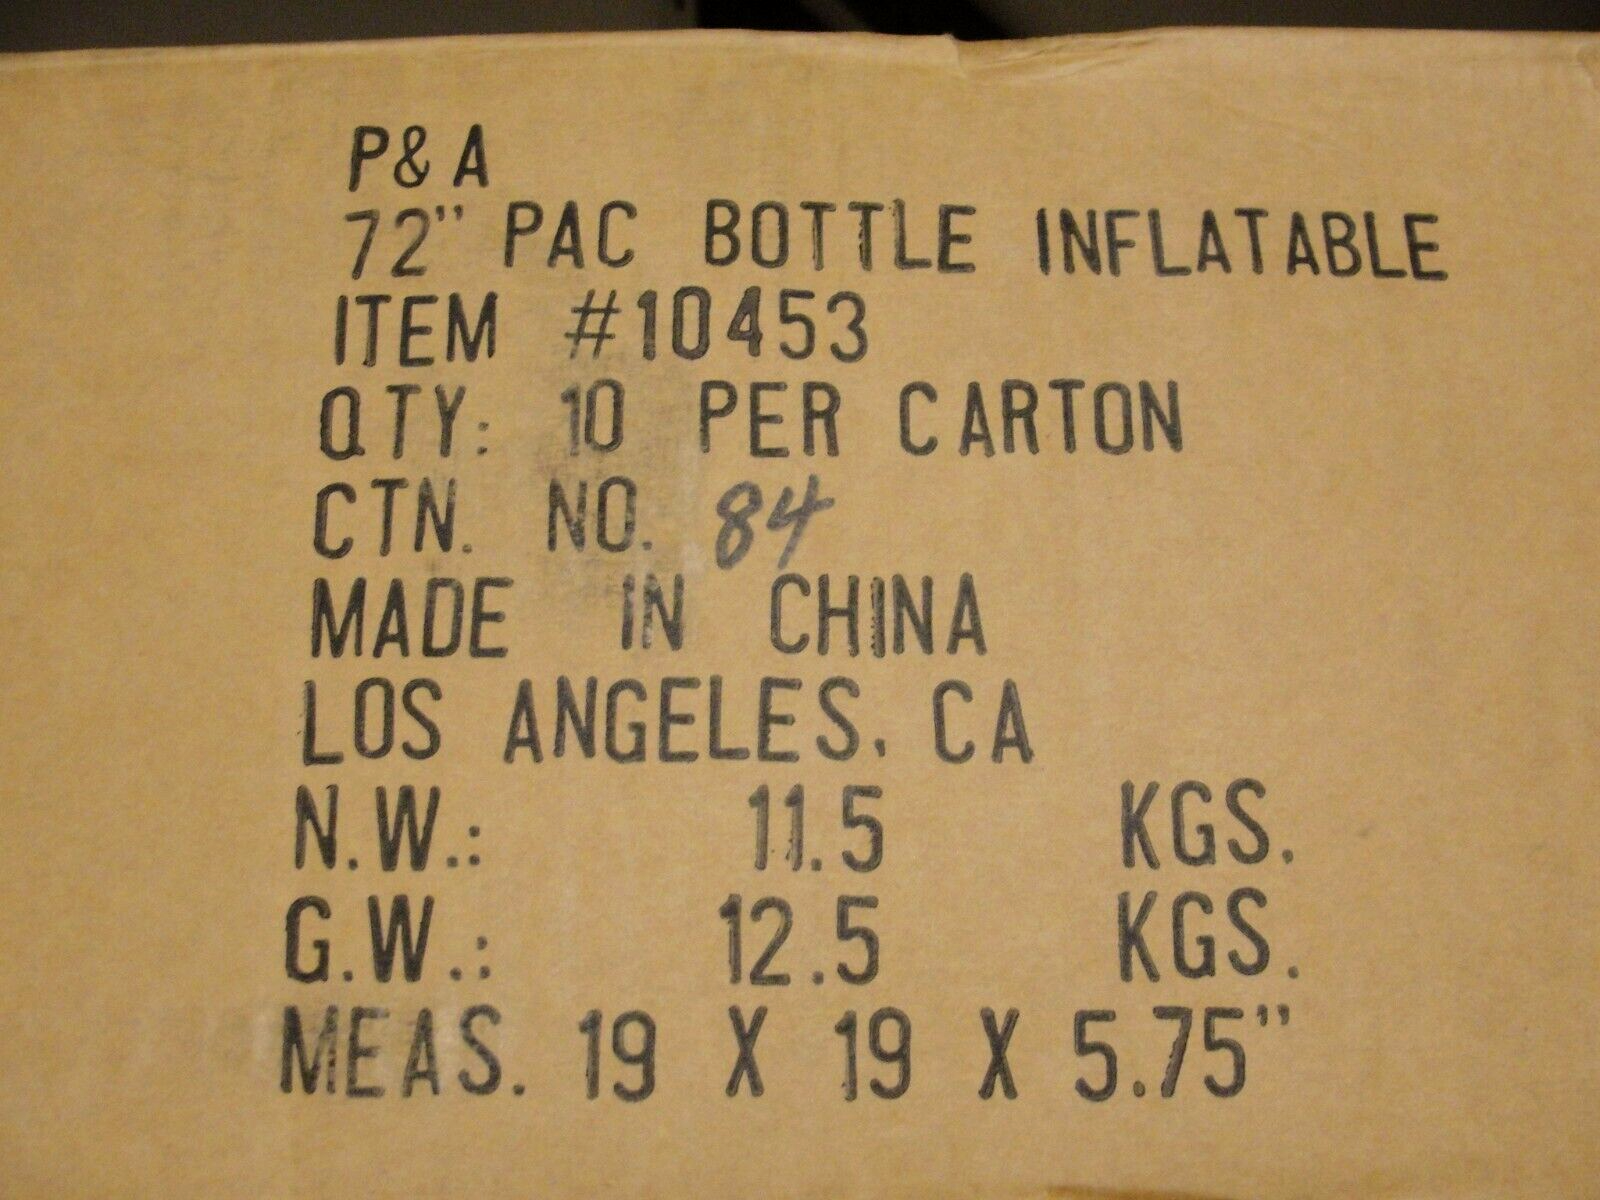 P& A
72" PAC BOTTLE INFLATABLE
ITEM #10453
QTY: 10 PER CARTON
CTN. NO. 84
MADE IN CHINA
LOS ANGELES. CA
N.W.: 11.5 KGS.
G.W.: 12.5 KGS.
MEAS. 19 X 19 X 5.75"